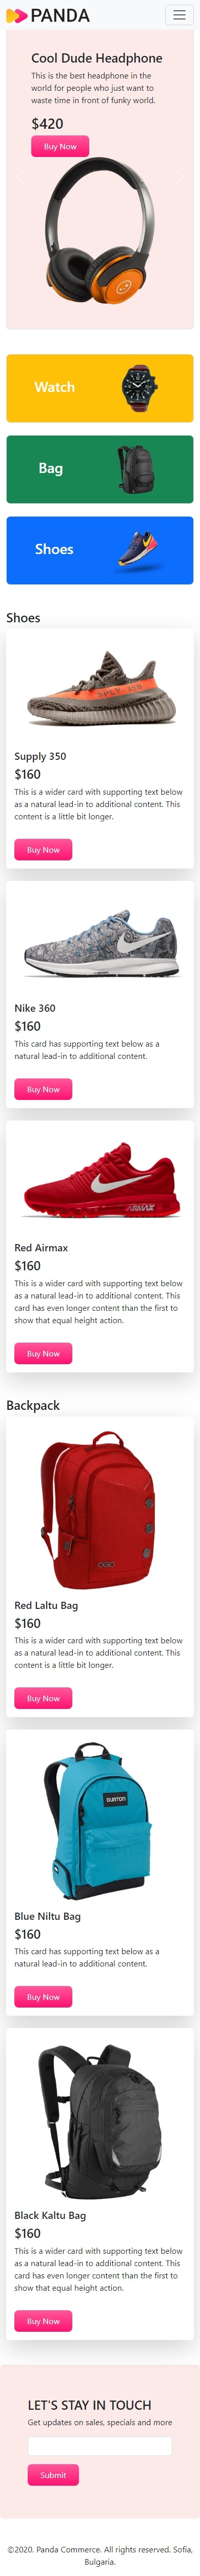 PANDA
Cool Dude Headphone
This is the best headphone in the
world for people who just want to
waste time in front of funky world.
$420
Buy Now
Watch
Bag
Shoes
Shoes
SPLY 350
Supply 350
$160
This is a wider card with supporting text below
as a natural lead-in to additional content. This
content is a little bit longer.
Buy Now
Nike 360
$160
This card has supporting text below as a
natural lead-in to additional content.
Buy Now
AIRMAX
Red Airmax
$160
This is a wider card with supporting text below
as a natural lead-in to additional content. This
card has even longer content than the first to
show that equal height action.
Buy Now
Backpack
OGIO
Red Laltu Bag
$160
This is a wider card with supporting text below
as a natural lead-in to additional content. This
content is a little bit longer.
Buy Now
BURTON
Blue Niltu Bag
$160
This card has supporting text below as a
natural lead-in to additional content.
Buy Now
Black Kaltu Bag
$160
This is a wider card with supporting text below
as a natural lead-in to additional content. This
card has even longer content than the first to
show that equal height action.
Buy Now
LET'S STAY IN TOUCH
Get updates on sales, specials and more
Submit
©2020. Panda Commerce. All rights reserved. Sofia,
Bulgaria.